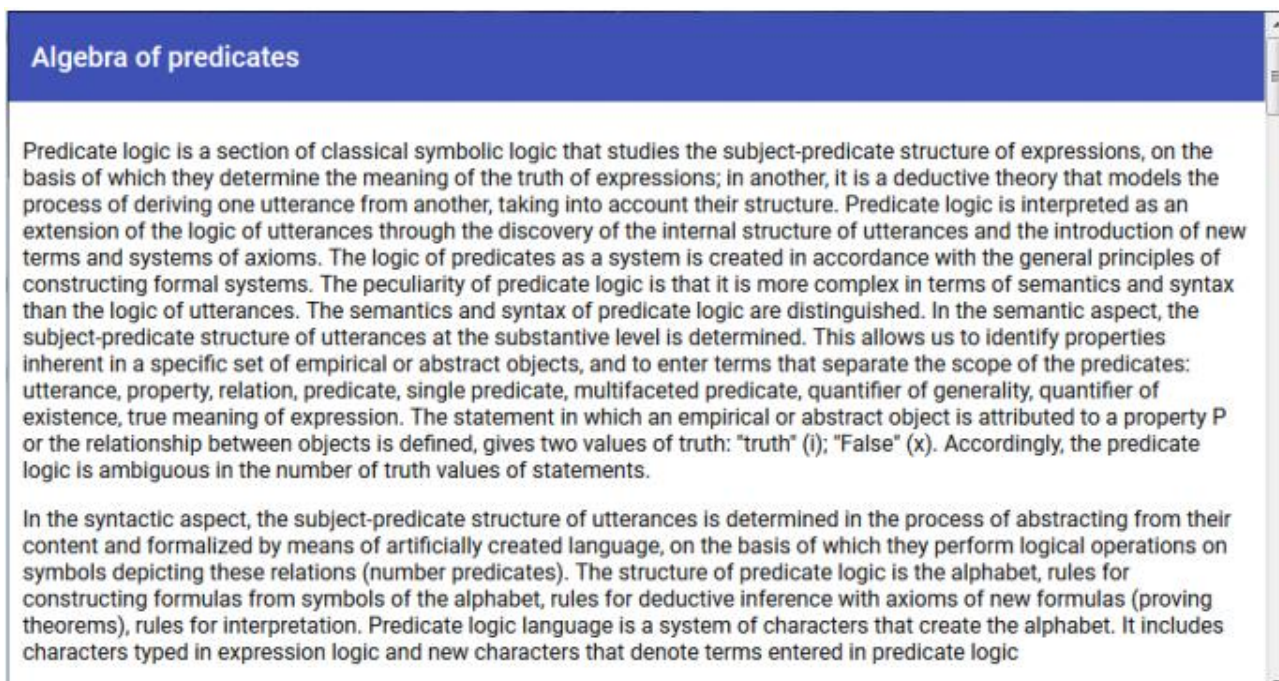 Algebra of predicates
Predicate logic is a section of classical symbolic logic that studies the subject-predicate structure of expressions, on the
basis of which they determine the meaning of the truth of expressions; in another, it is a deductive theory that models the
process of deriving one utterance from another, taking into account their structure. Predicate logic is interpreted as an
extension of the logic of utterances through the discovery of the internal structure of utterances and the introduction of new
terms and systems of axioms. The logic of predicates as a system is created in accordance with the general principles of
constructing formal systems. The peculiarity of predicate logic is that it is more complex in terms of semantics and syntax
than the logic of utterances. The semantics and syntax of predicate logic are distinguished. In the semantic aspect, the
subject-predicate structure of utterances at the substantive level is determined. This allows us to identify properties
inherent in a specific set of empirical or abstract objects, and to enter terms that separate the scope of the predicates:
utterance, property, relation, predicate, single predicate, multifaceted predicate, quantifier of generality, quantifier of
existence, true meaning of expression. The statement in which an empirical or abstract object is attributed to a property P
or the relationship between objects is defined, gives two values of truth: "truth" (i); "False" (x). Accordingly, the predicate
logic is ambiguous in the number of truth values of statements.
In the syntactic aspect, the subject-predicate structure of utterances is determined in the process of abstracting from their
content and formalized by means of artificially created language, on the basis of which they perform logical operations on
symbols depicting these relations (number predicates). The structure of predicate logic is the alphabet, rules for
constructing formulas from symbols of the alphabet, rules for deductive inference with axioms of new formulas (proving
theorems), rules for interpretation. Predicate logic language is a system of characters that create the alphabet. It includes
characters typed in expression logic and new characters that denote terms entered in predicate logic